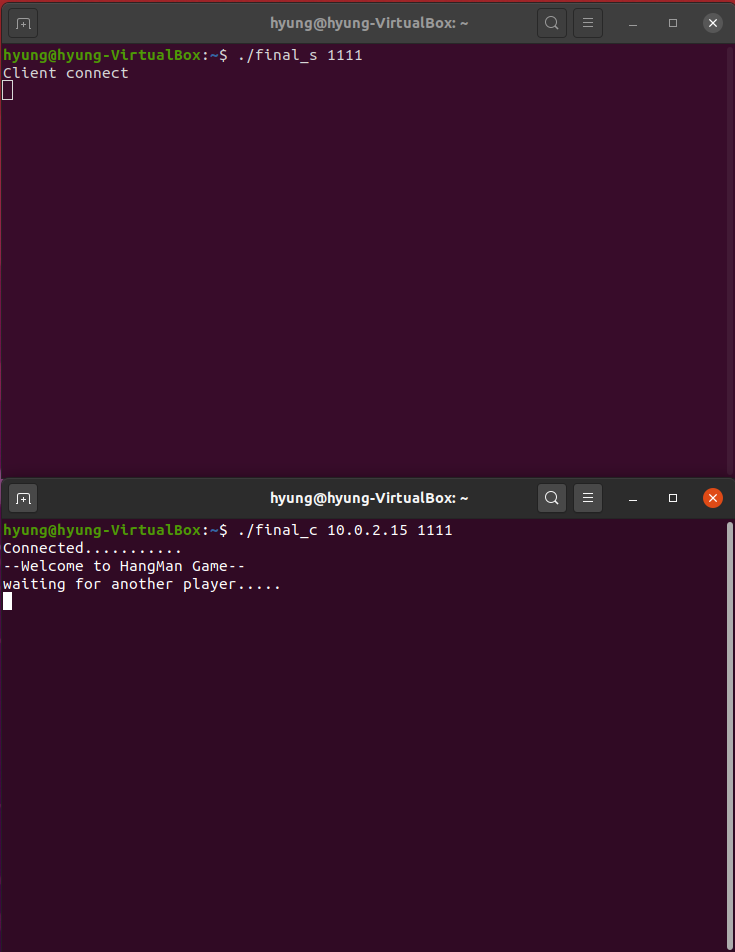 hyung@hyung-VirtualBox: ~
hyung@hyung-VirtualBox:~$ ./final_s 1111
Client connect
hyung@hyung-VirtualBox: ~
hyung@hyung-VirtualBox:~$ ./final_c 10.0.2.15 1111
Connected...........
--Welcome to HangMan Game--
waiting for another player.....